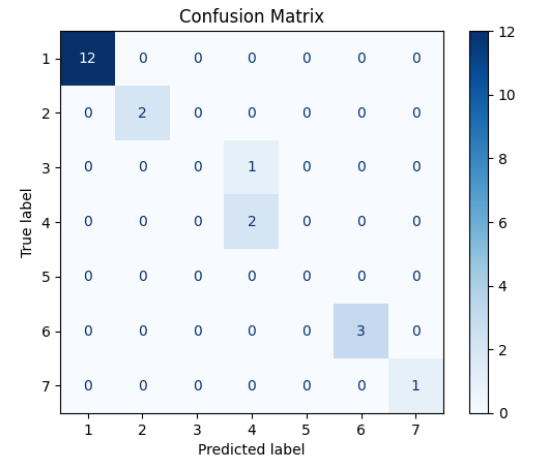 Confusion Matrix
True label
1 12 0 0 0 0 0 0
2 0 2 0 0 0 0 0
3 0 0 0 1 0 0 0
4 0 0 0 2 0 0 0
5 0 0 0 0 0 0 0
6 0 0 0 0 0 3 0
7 0 0 0 0 0 0 1
1 2 3 4 5 6 7
Predicted label
12
10
8
6
4
2
0